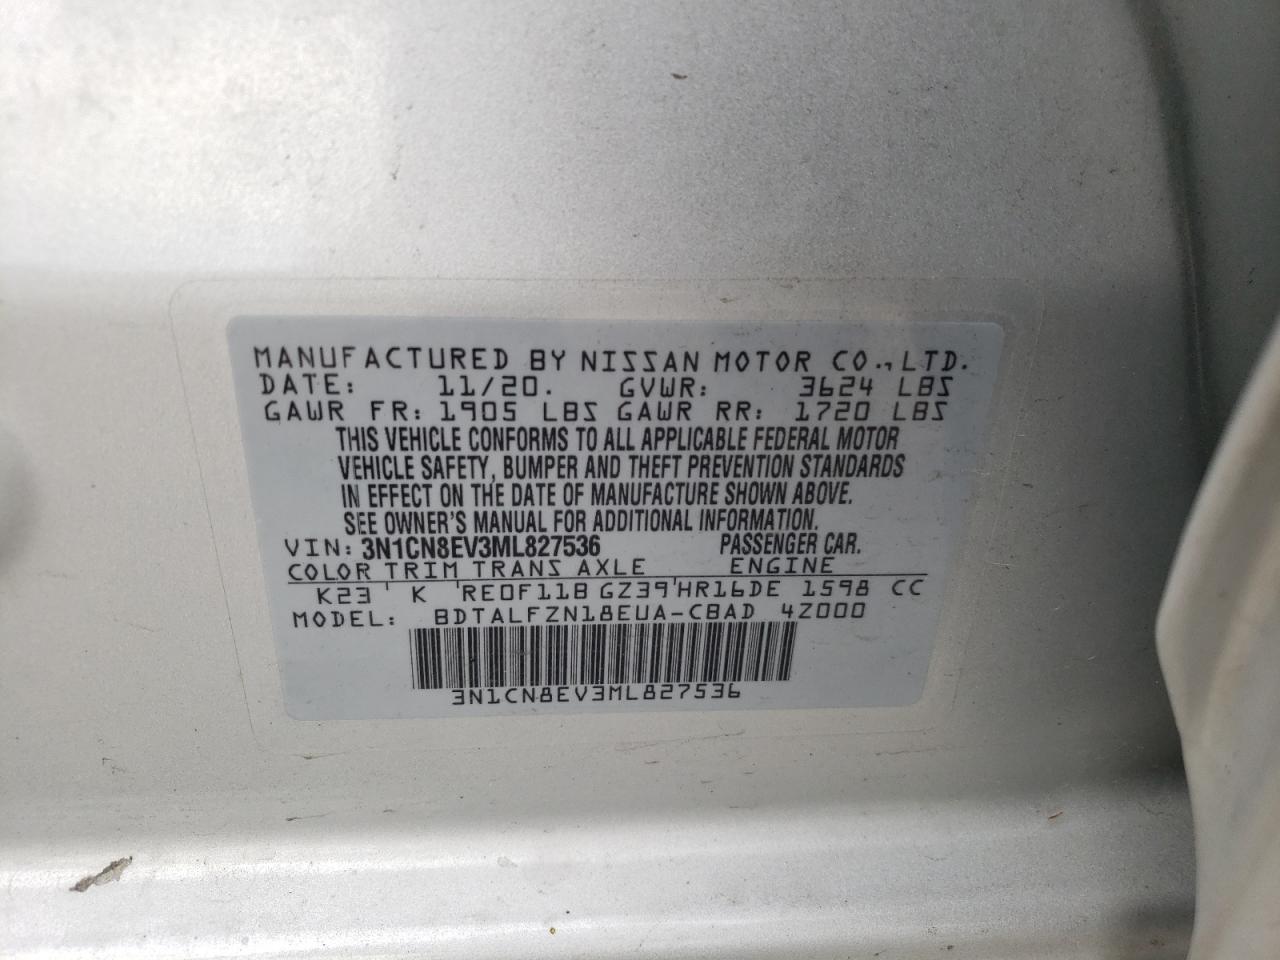 MANUFACTURED BY NISSAN MOTOR CO., LTD.
DATE: 11/20. GVWR: 3624 LBS
GAWR FR: 1905 LBS GAWR RR: 1720 LBS
THIS VEHICLE CONFORMS TO ALL APPLICABLE FEDERAL MOTOR
VEHICLE SAFETY, BUMPER AND THEFT PREVENTION STANDARDS
IN EFFECT ON THE DATE OF MANUFACTURE SHOWN ABOVE.
SEE OWNER'S MANUAL FOR ADDITIONAL INFORMATION.
VIN: 3N1CN8EV3ML827536 PASSENGER CAR.
COLOR TRIM TRANS AXLE ENGINE
K23 ' K 'RE0F11B GZ39'HR16DE 1598 CC
MODEL: BDTALFZN18EUA-CBAD 4Z000
3N1CN8EV3ML827536